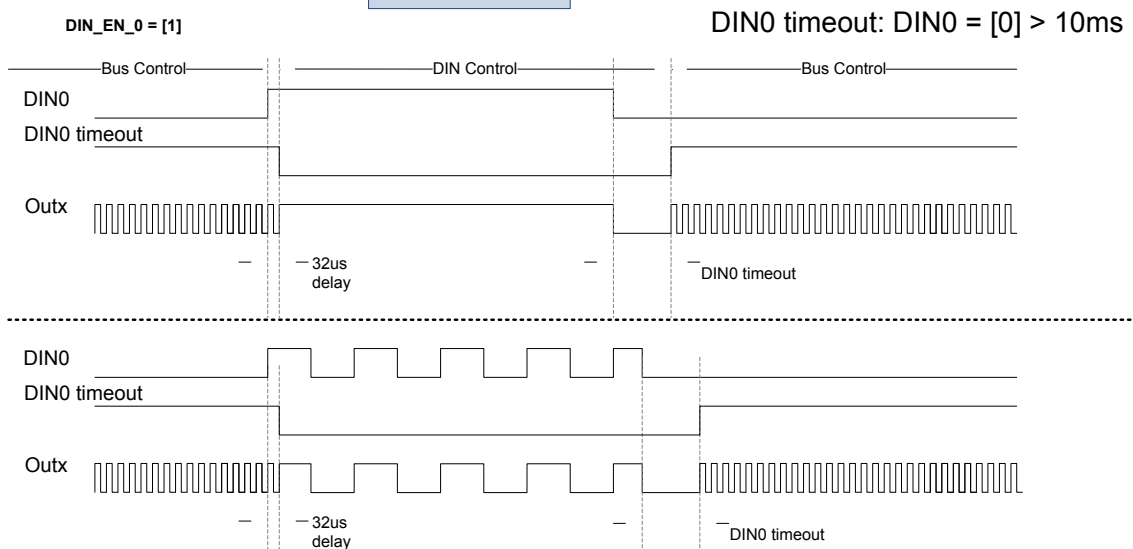 DIN_EN_0 = [1]
DIN0 timeout: DIN0 = [0] > 10ms
Bus Control
DIN Control
Bus Control
DIN0
DIN0 timeout
Outx
32us
delay
DIN0 timeout
DIN0
DIN0 timeout
Outx
32us
delay
DIN0 timeout